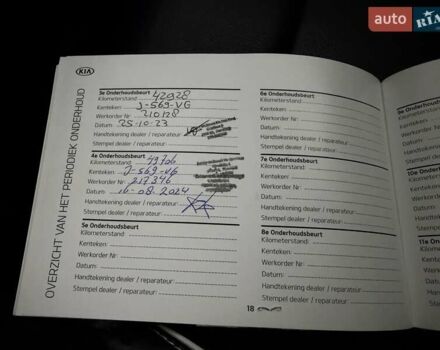 auto RIA
KIA
OVERZICHT VAN HET PERIODIEK ONDERHOUD
3e Onderhoudsbeurt
Kilometerstand: 42928
Kenteken: J-569-VG
Werkorder Nr: 210128
Datum: 25-10-23
Handtekening dealer / reparateur:
Stempel dealer / reparateur:
4e Onderhoudsbeurt
Kilometerstand: 49706
Kenteken: J-569-VG
Werkorder Nr: 217346
Datum: 16-08-2024
Handtekening dealer / reparateur:
Stempel dealer / reparateur:
5e Onderhoudsbeurt
Kilometerstand:
Kenteken:
Werkorder Nr:
Datum:
Handtekening dealer / reparateur:
Stempel dealer / reparateur:
6e Onderhoudsbeurt
Kilometerstand:
Kenteken:
Werkorder Nr:
Datum:
Handtekening dealer / reparateur:
Stempel dealer / reparateur:
7e Onderhoudsbeurt
Kilometerstand:
Kenteken:
Werkorder Nr:
Datum:
Handtekening dealer / reparateur:
Stempel dealer / reparateur:
8e Onderhoudsbeurt
Kilometerstand:
Kenteken:
Werkorder Nr:
Datum:
Handtekening dealer / reparateur:
Stempel dealer / reparateur:
18